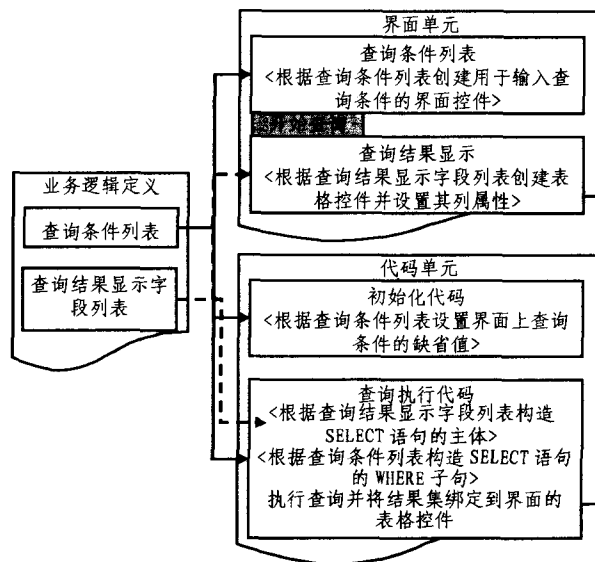 界面单元
查询条件列表
<根据查询条件列表创建用于输入查
询条件的界面控件>
查询结果显示
<根据查询结果显示字段列表创建表
格控件并设置其列属性>
业务逻辑定义
查询条件列表
查询结果显示字
段列表
代码单元
初始化代码
<根据查询条件列表设置界面上查询
条件的缺省值>
查询执行代码
<根据查询结果显示字段列表构造
SELECT 语句的主体>
<根据查询条件列表构造 SELECT 语句
的 WHERE 子句>
执行查询并将结果集绑定到界面的
表格控件